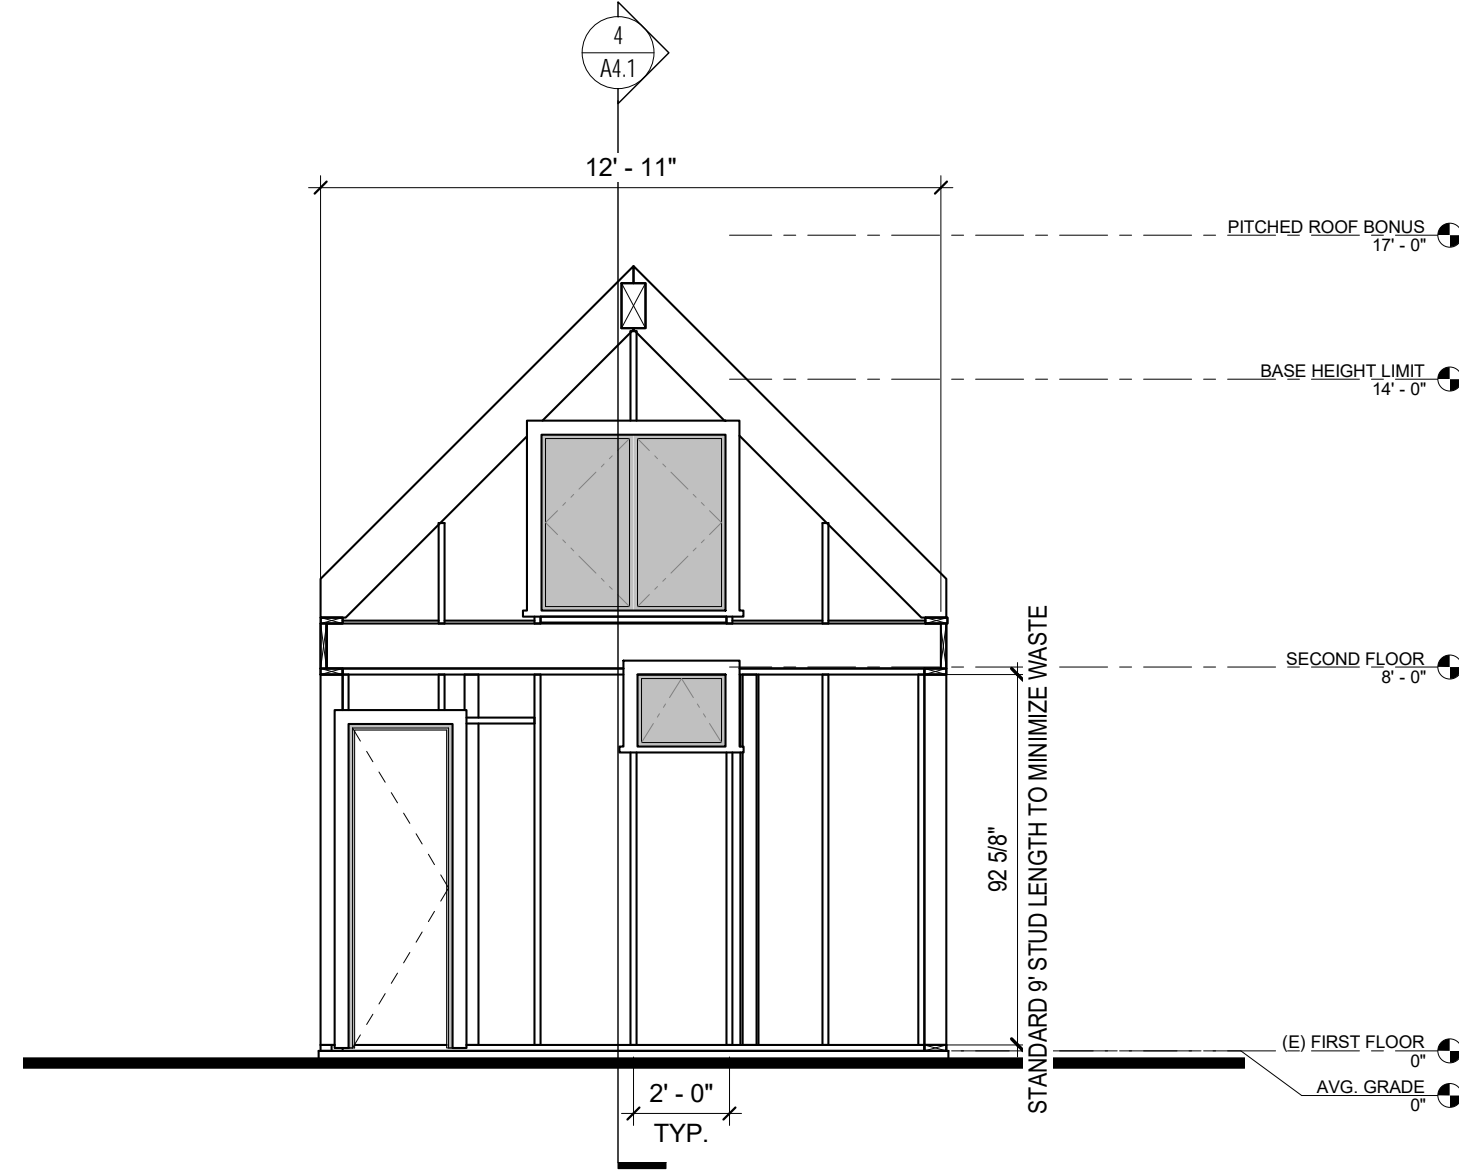 4
A4.1
12' - 11"
PITCHED ROOF BONUS
17' - 0"
BASE HEIGHT LIMIT
14' - 0"
SECOND FLOOR
8' - 0"
92 5/8"
STANDARD 9' STUD LENGTH TO MINIMIZE WASTE
(E) FIRST FLOOR
0"
AVG. GRADE
0"
2' - 0"
TYP.